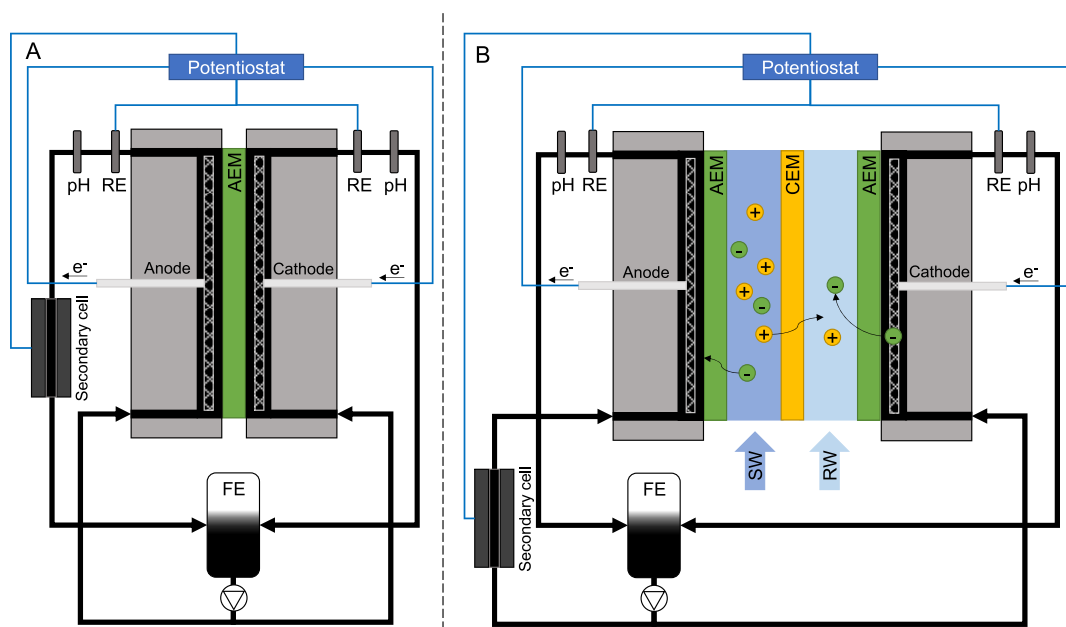 A
Potentiostat
pH
RE
AEM
RE
pH
e-
Anode
Cathode
e-
Secondary cell
FE
B
Potentiostat
pH
RE
AEM
CEM
AEM
RE
pH
+
-
+
+
-
-
+
+
-
-
e-
Anode
Cathode
e-
SW
RW
Secondary cell
FE